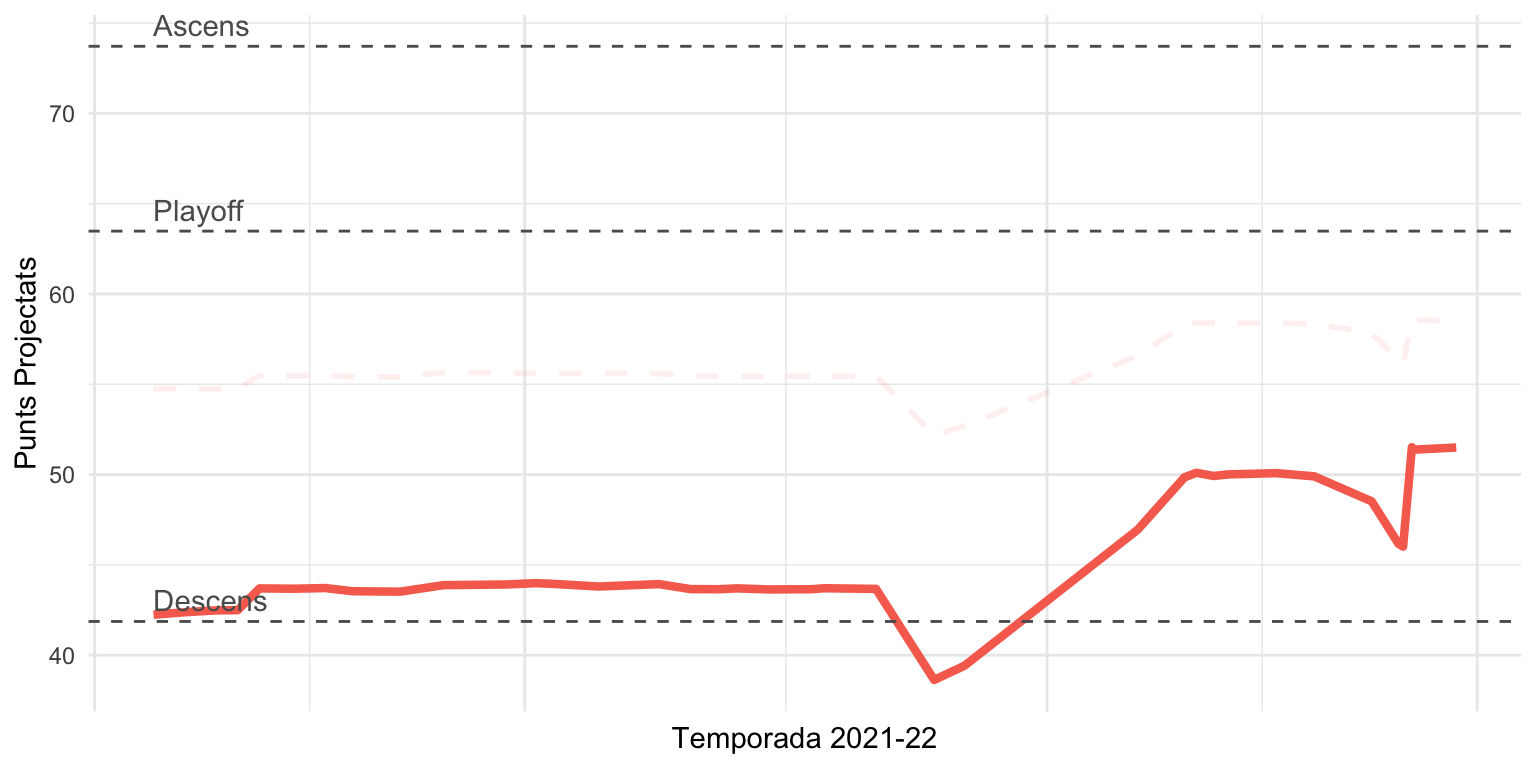 Ascens
70
Playoff
60
Punts Projectats
50
Descens
40
Temporada 2021-22